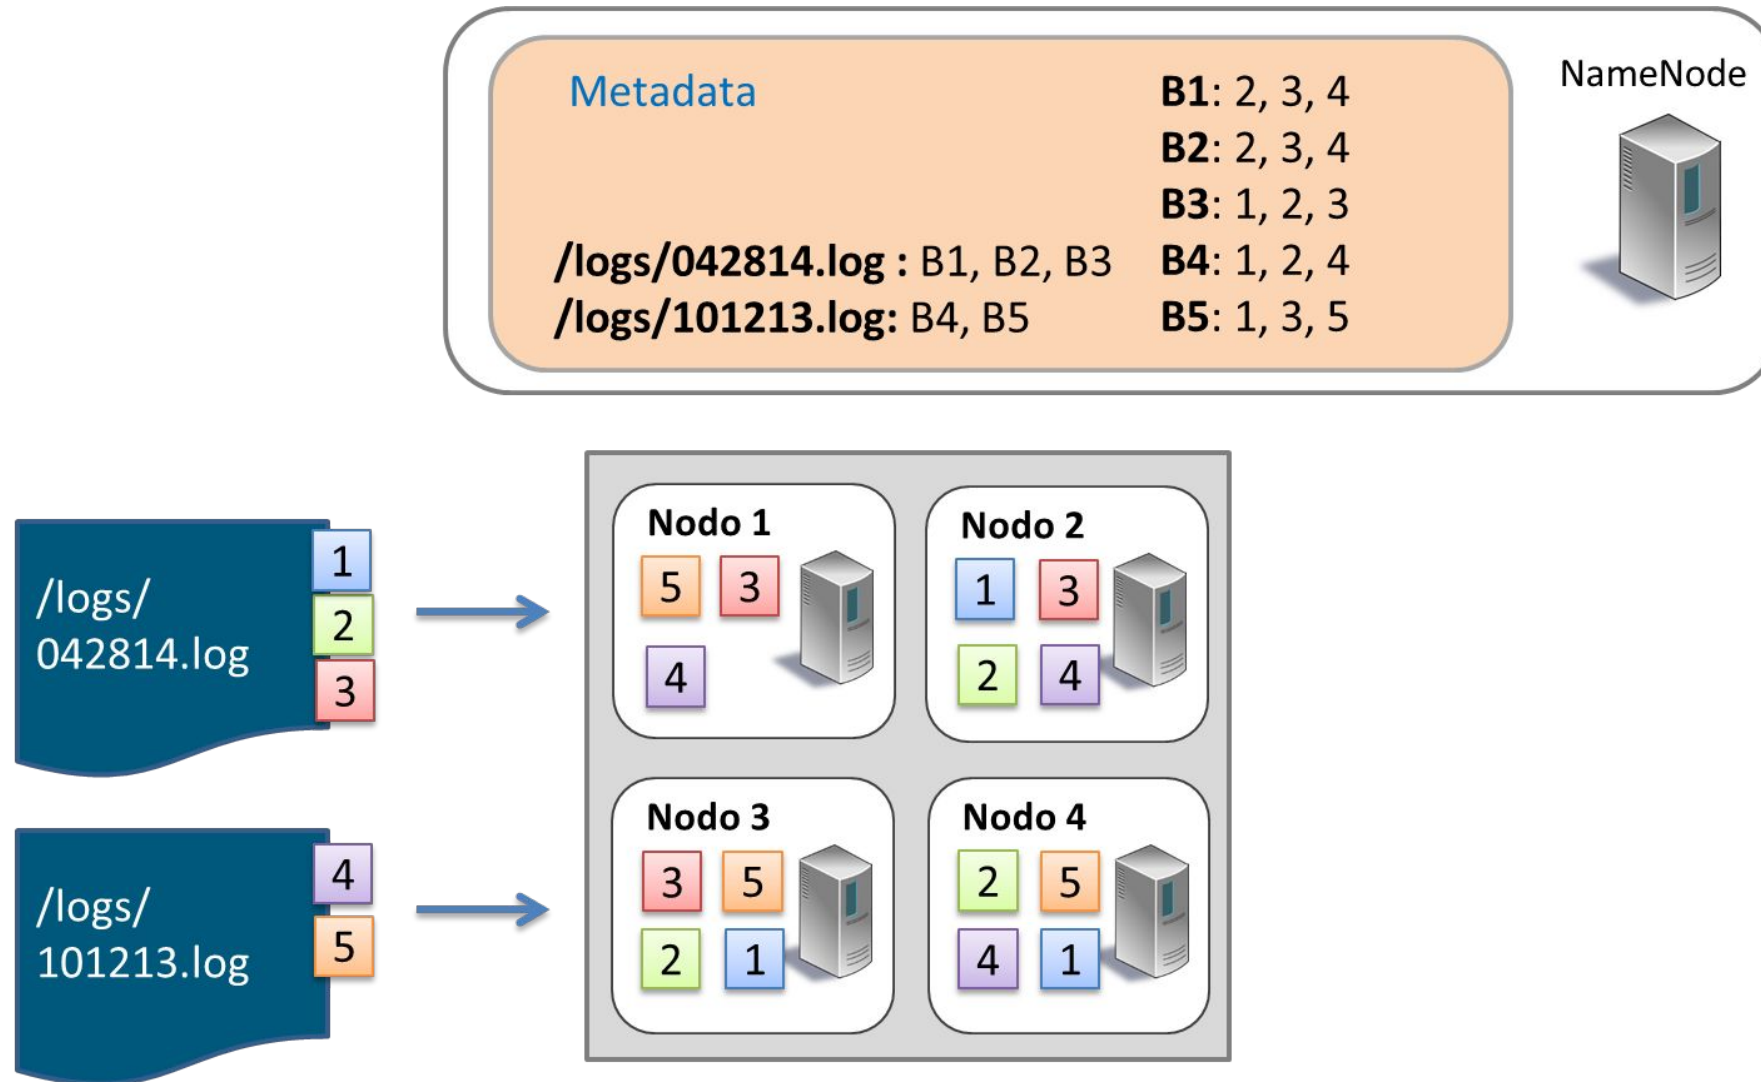 Metadata
B1: 2, 3, 4
B2: 2, 3, 4
B3: 1, 2, 3
/logs/042814.log : B1, B2, B3
B4: 1, 2, 4
/logs/101213.log: B4, B5
B5: 1, 3, 5
NameNode
/logs/
042814.log
1
2
3
/logs/
101213.log
4
5
Nodo 1
5 3
4
Nodo 2
1 3
2 4
Nodo 3
3 5
2 1
Nodo 4
2 5
4 1